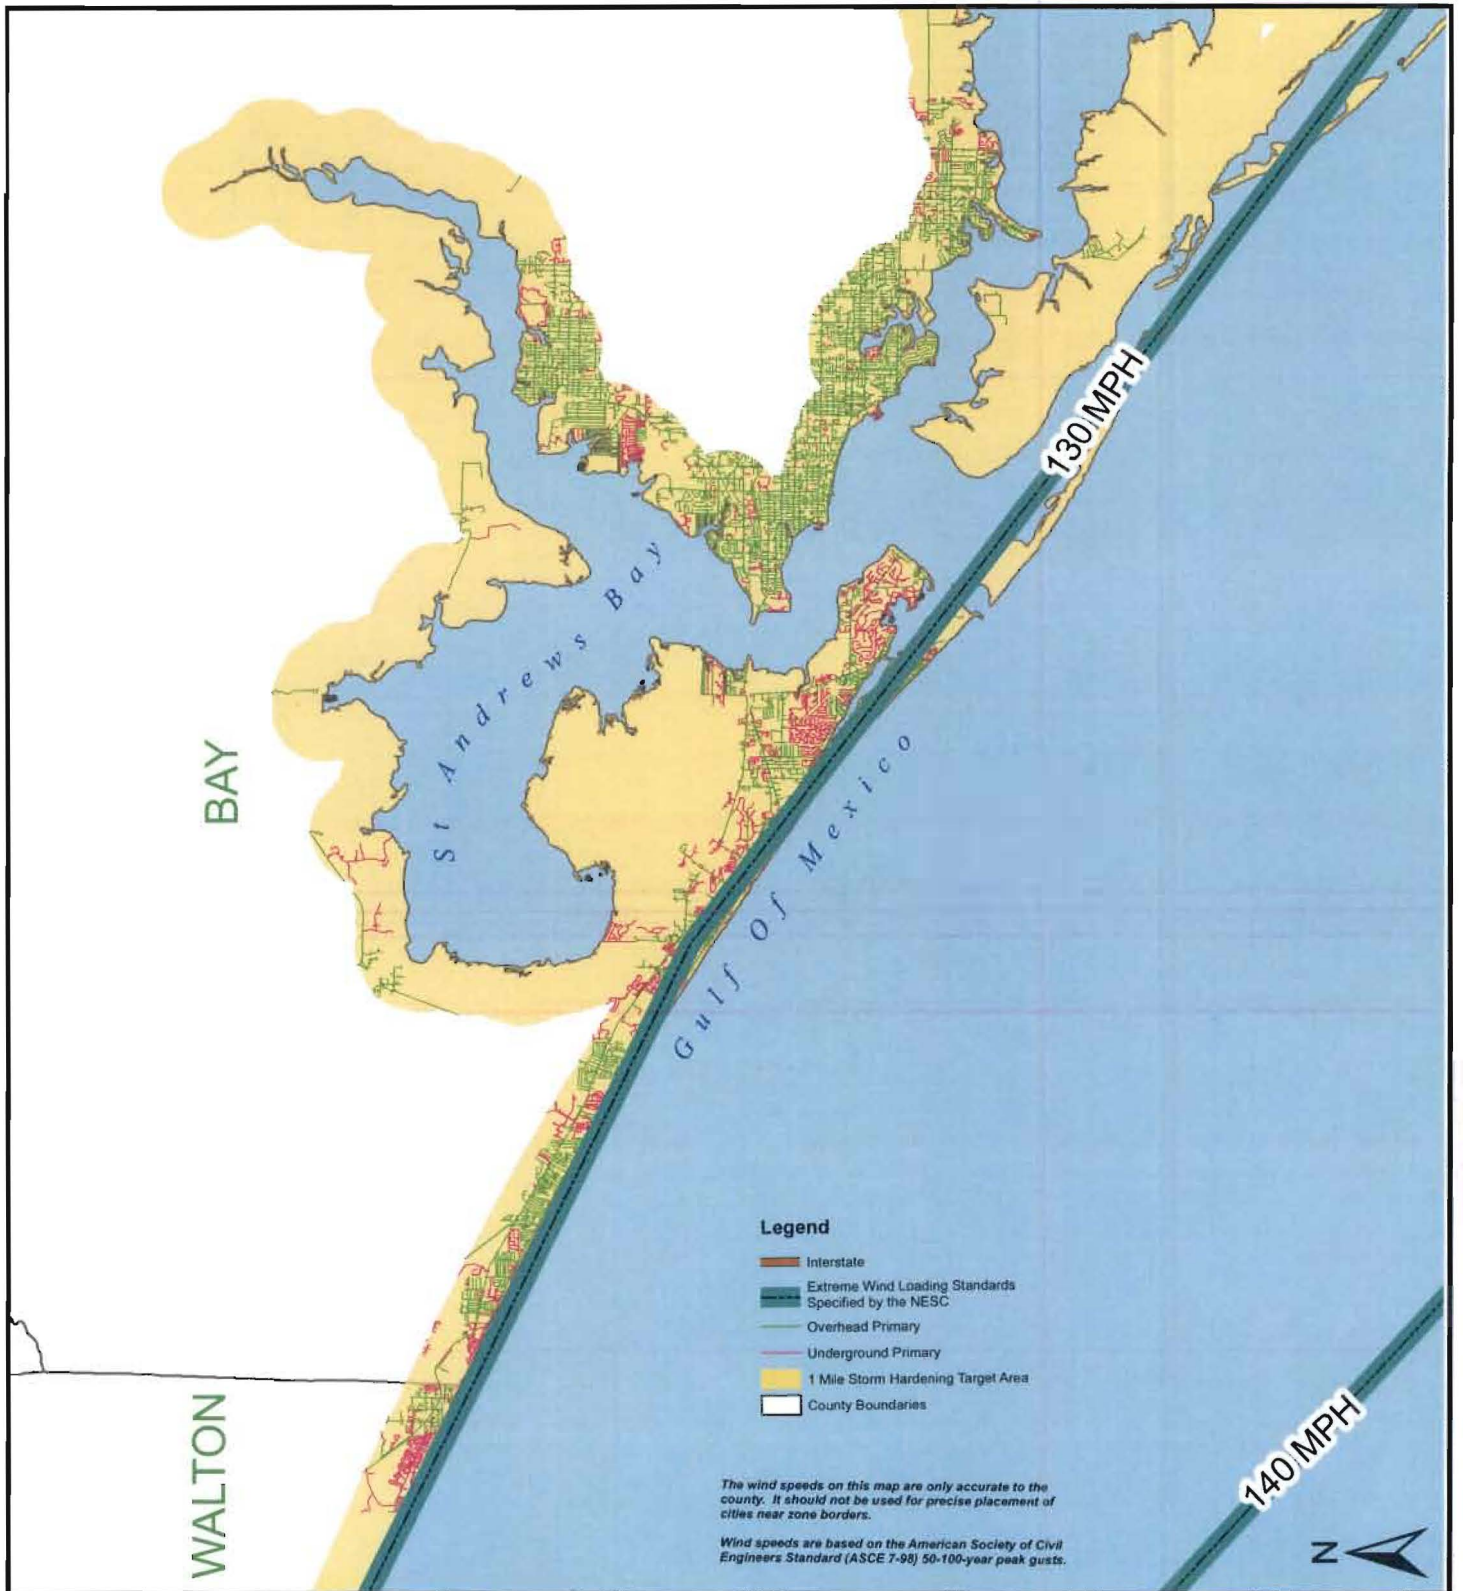 BAY
WALTON
St Andrews Bay
Gulf Of Mexico
130 MPH
140 MPH
Legend
Interstate
Extreme Wind Loading Standards
Specified by the NESC
Overhead Primary
Underground Primary
1 Mile Storm Hardening Target Area
County Boundaries
The wind speeds on this map are only accurate to the
county. It should not be used for precise placement of
cities near zone borders.
Wind speeds are based on the American Society of Civil
Engineers Standard (ASCE 7-98) 50-100-year peak gusts.
N